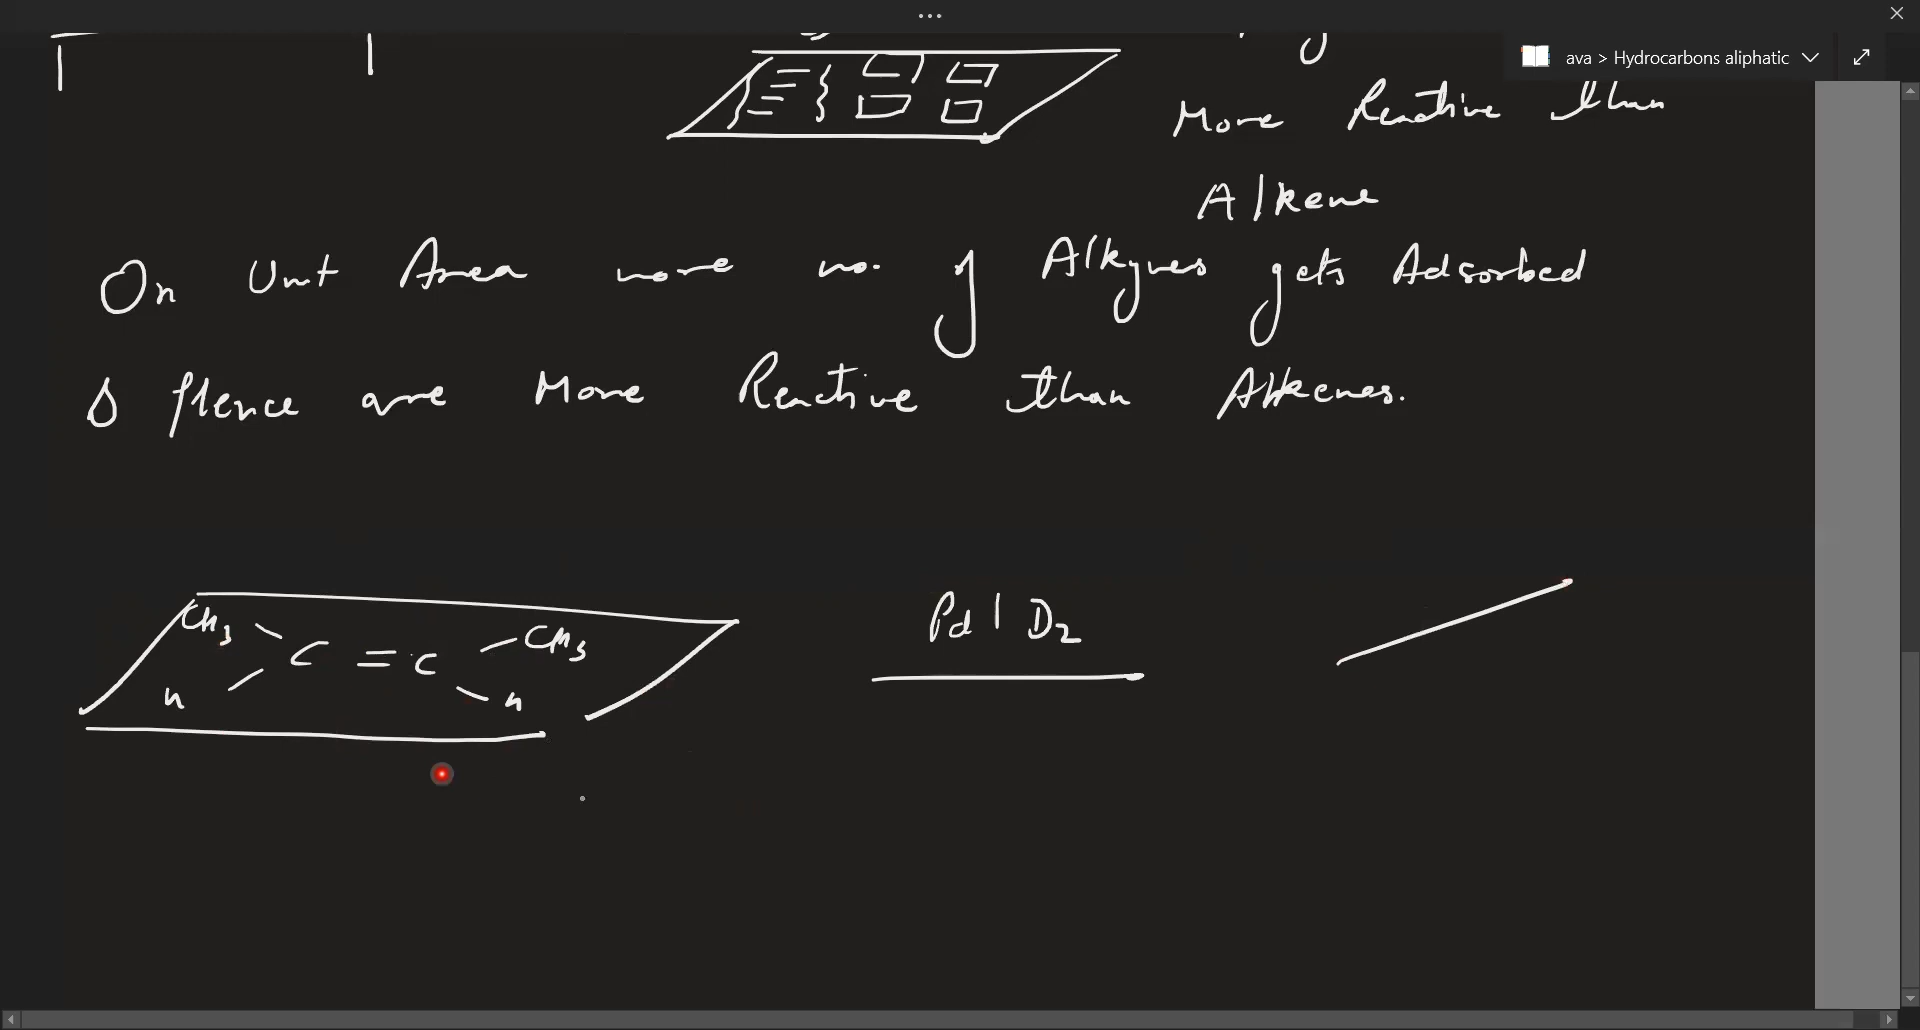 ava > Hydrocarbons aliphatic
More Reactive than
Alkene
On Unit Area more no. of Alkynes gets Adsorbed
& Hence are More Reactive than Alkenes.
CH3 CH3
C = C
H H
Pd | D2